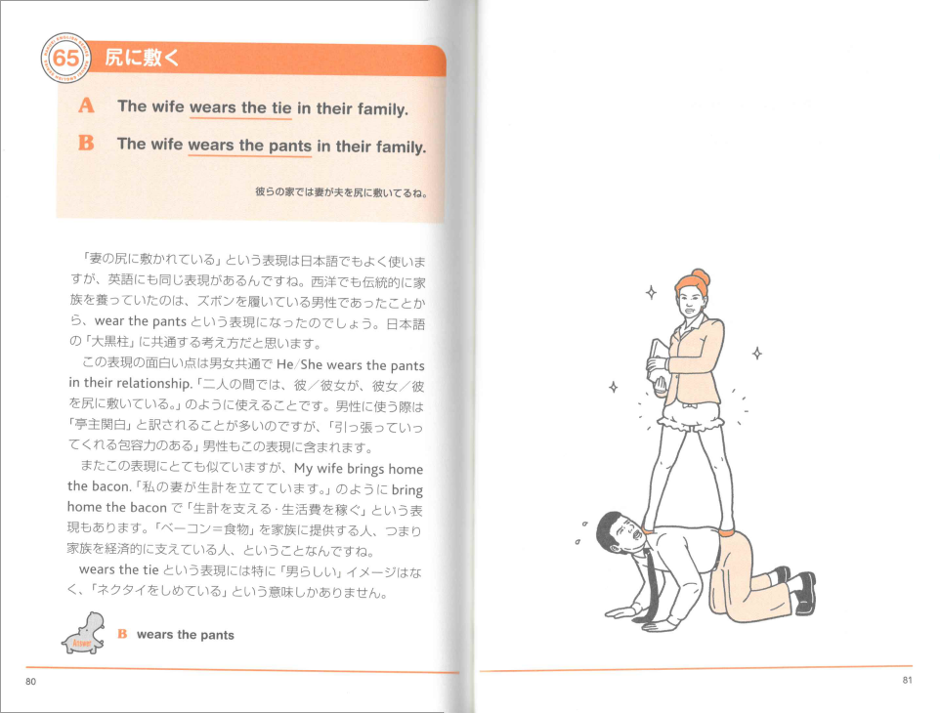 65 尻に敷く
A The wife wears the tie in their family.
B The wife wears the pants in their family.
彼らの家では妻が夫を尻に敷いてるね。
「妻の尻に敷かれている」という表現は日本語でもよく使いま
すが、英語にも同じ表現があるんですね。西洋でも伝統的に家
族を養っていたのは、ズボンを履いている男性であったことか
ら、wear the pants という表現になったのでしょう。日本語
の「大黒柱」に共通する考え方だと思います。
この表現の面白い点は男女共通で He/She wears the pants
in their relationship.「二人の間では、彼/彼女が、彼女/彼
を尻に敷いている。」のように使えることです。男性に使う際は
「亭主関白」と訳されることが多いのですが、「引っ張っていっ
てくれる包容力のある」男性もこの表現に含まれます。
またこの表現にとても似ていますが、My wife brings home
the bacon.「私の妻が生計を立てています。」のように bring
home the bacon で「生計を支える・生活費を稼ぐ」という表
現もあります。「ベーコン=食物」を家族に提供する人、つまり
家族を経済的に支えている人、ということなんですね。
wears the tie という表現には特に「男らしい」イメージはな
く、「ネクタイをしめている」という意味しかありません。
Answer B wears the pants
80
81